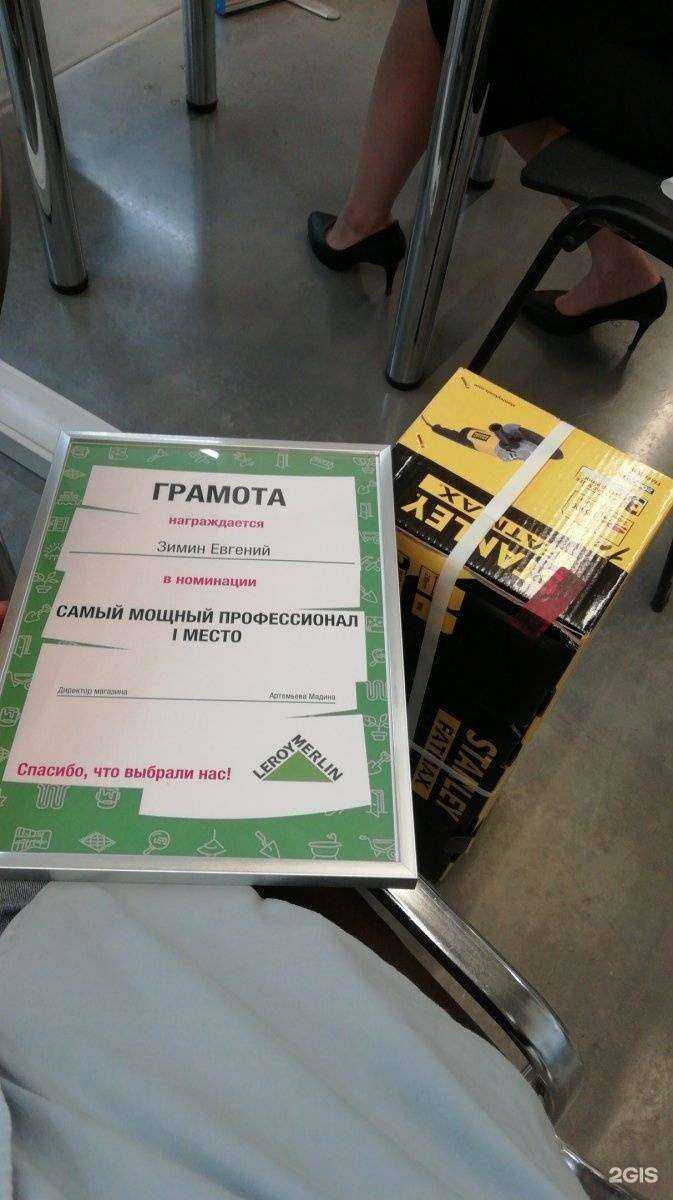 ГРАМОТА
награждается
Зимин Евгений
в номинации
САМЫЙ МОЩНЫЙ ПРОФЕССИОНАЛ
I МЕСТО
Директор магазина Артемьева Мадина
Спасибо, что выбрали нас!
LEROY MERLIN
STANLEY
FATMAX
STANLEY
FATMAX
2GIS